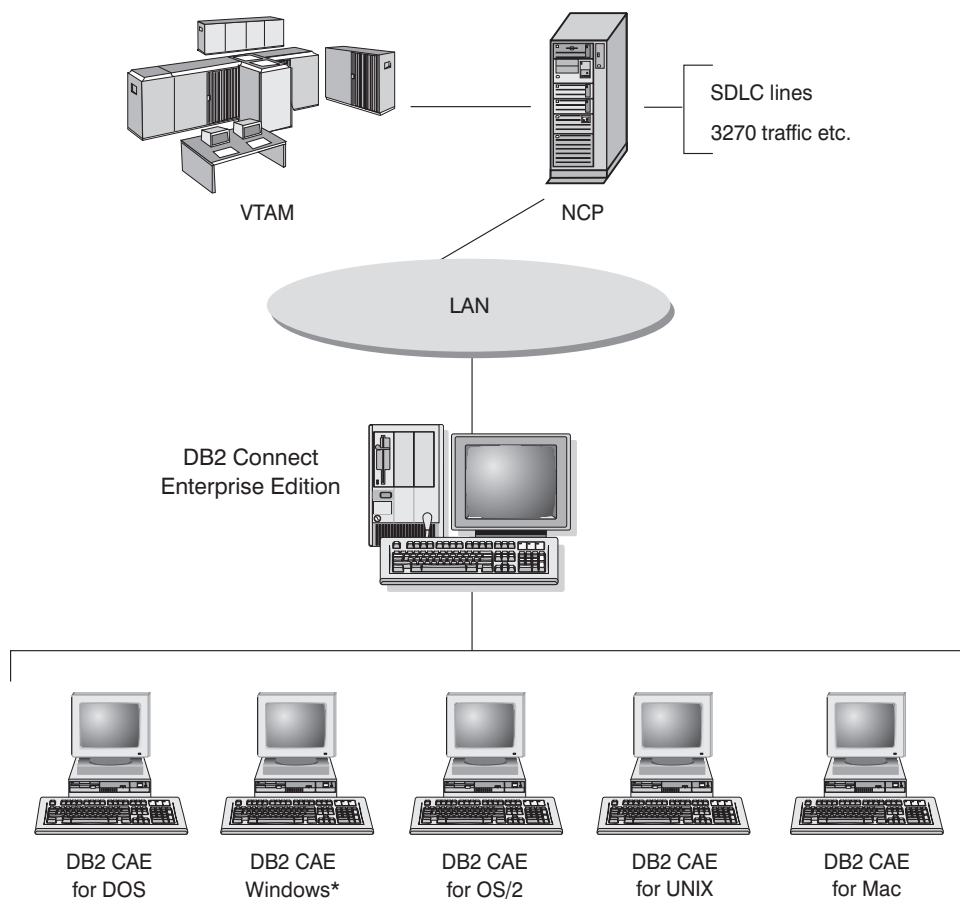 SDLC lines
3270 traffic etc.
VTAM
NCP
LAN
DB2 Connect
Enterprise Edition
DB2 CAE
for DOS
DB2 CAE
Windows*
DB2 CAE
for OS/2
DB2 CAE
for UNIX
DB2 CAE
for Mac